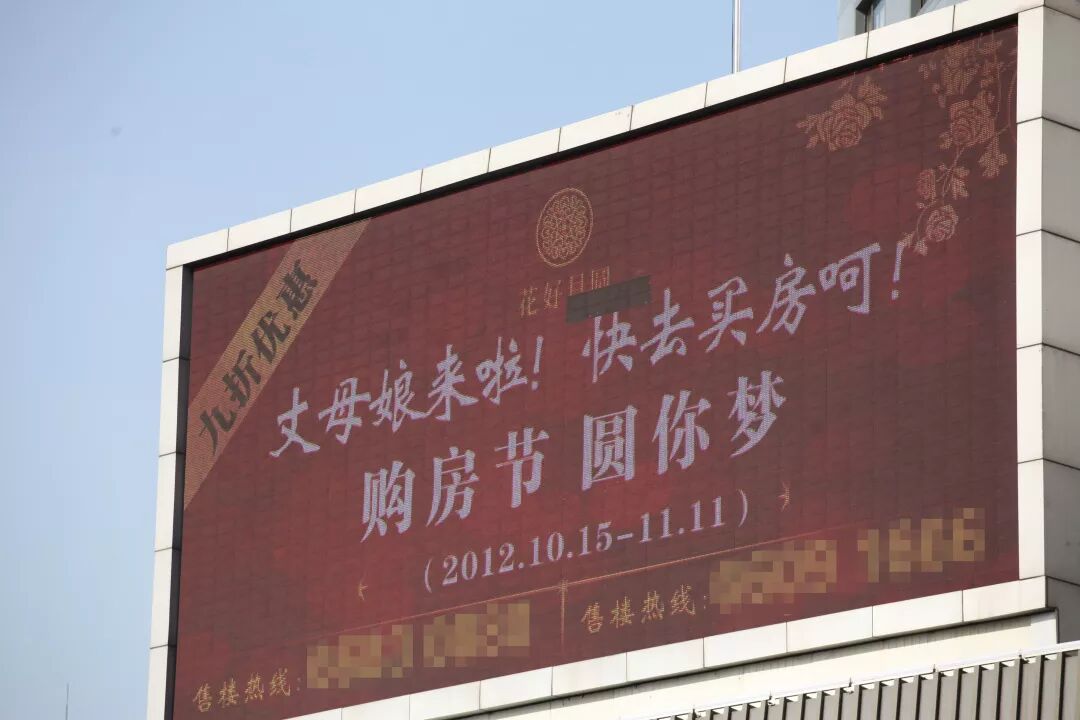 九折优惠
花好月圆
丈母娘来啦！ 快去买房呵！
购房节 圆你梦
（2012.10.15-11.11）
售楼热线:
售楼热线: